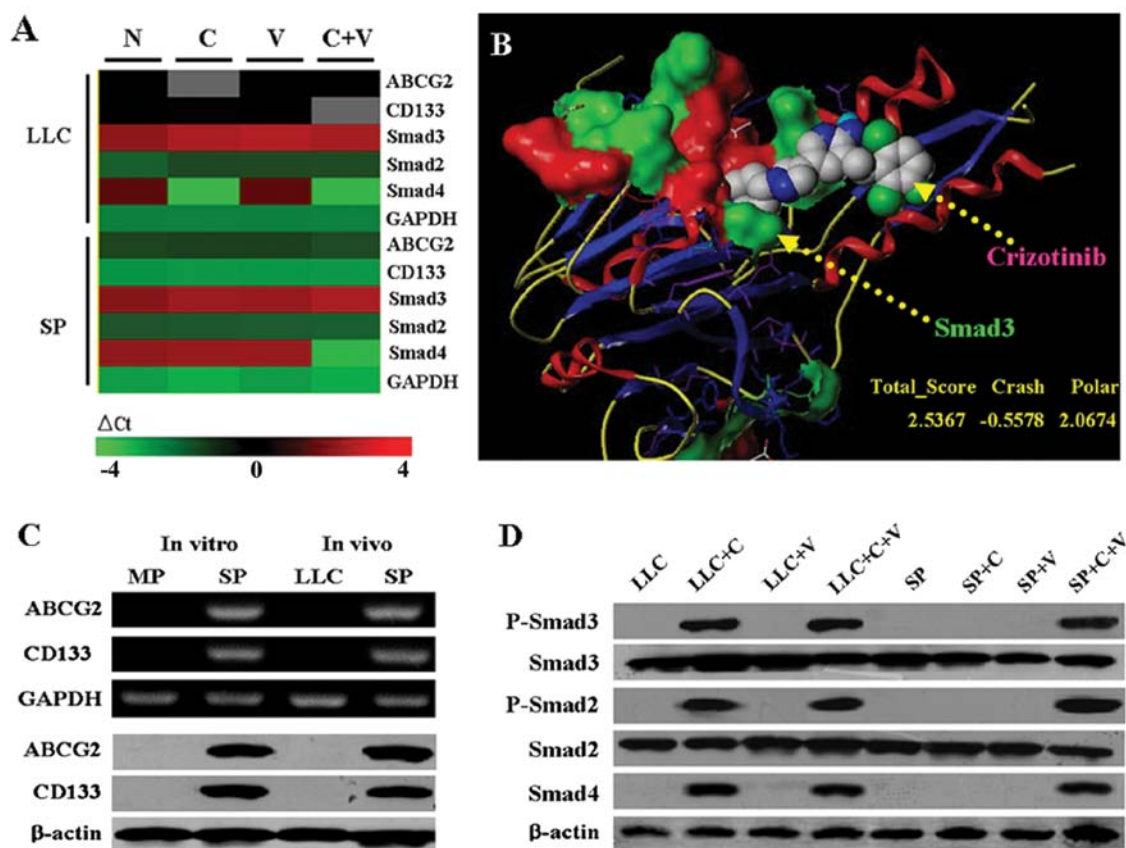 A
N C V C+V
LLC
ABCG2
CD133
Smad3
Smad2
Smad4
GAPDH
SP
ABCG2
CD133
Smad3
Smad2
Smad4
GAPDH
△Ct
-4 0 4
B
Crizotinib
Smad3
Total_Score Crash Polar
2.5367 -0.5578 2.0674
C
In vitro In vivo
MP SP LLC SP
ABCG2
CD133
GAPDH
ABCG2
CD133
β-actin
D
LLC LLC+C LLC+V LLC+C+V SP SP+C SP+V SP+C+V
P-Smad3
Smad3
P-Smad2
Smad2
Smad4
β-actin